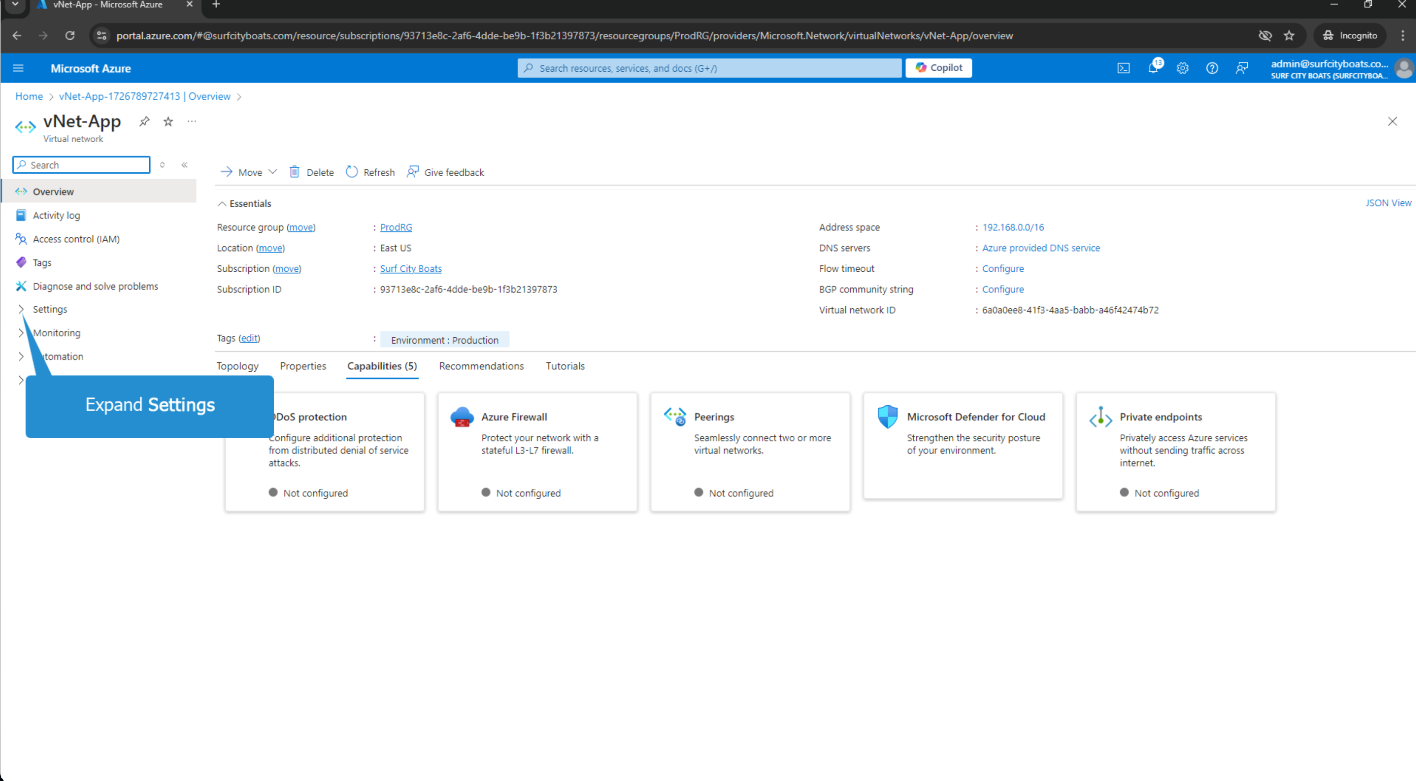 vNet-App - Microsoft Azure
portal.azure.com/#@surfcityboats.com/resource/subscriptions/93713e8c-2af6-4dde-be9b-1f3b21397873/resourcegroups/ProdRG/providers/Microsoft.Network/virtualNetworks/vNet-App/overview
Incognito
Microsoft Azure
Search resources, services, and docs (G+/)
Copilot
13
admin@surfcityboats.co...
SURF CITY BOATS (SURFCITYBOA...
Home > vNet-App-1726789727413 | Overview >
vNet-App
Virtual network
Search
Overview
Activity log
Access control (IAM)
Tags
Diagnose and solve problems
Settings
Monitoring
tomation
Expand Settings
Move
Delete
Refresh
Give feedback
Essentials
JSON View
Resource group (move) : ProdRG
Location (move) : East US
Subscription (move) : Surf City Boats
Subscription ID : 93713e8c-2af6-4dde-be9b-1f3b21397873
Address space : 192.168.0.0/16
DNS servers : Azure provided DNS service
Flow timeout : Configure
BGP community string : Configure
Virtual network ID : 6a0a0ee8-41f3-4aa5-babb-a46f42474b72
Tags (edit) : Environment : Production
Topology Properties Capabilities (5) Recommendations Tutorials
DDoS protection
Configure additional protection
from distributed denial of service
attacks.
Not configured
Azure Firewall
Protect your network with a
stateful L3-L7 firewall.
Not configured
Peerings
Seamlessly connect two or more
virtual networks.
Not configured
Microsoft Defender for Cloud
Strengthen the security posture
of your environment.
Private endpoints
Privately access Azure services
without sending traffic across
internet.
Not configured